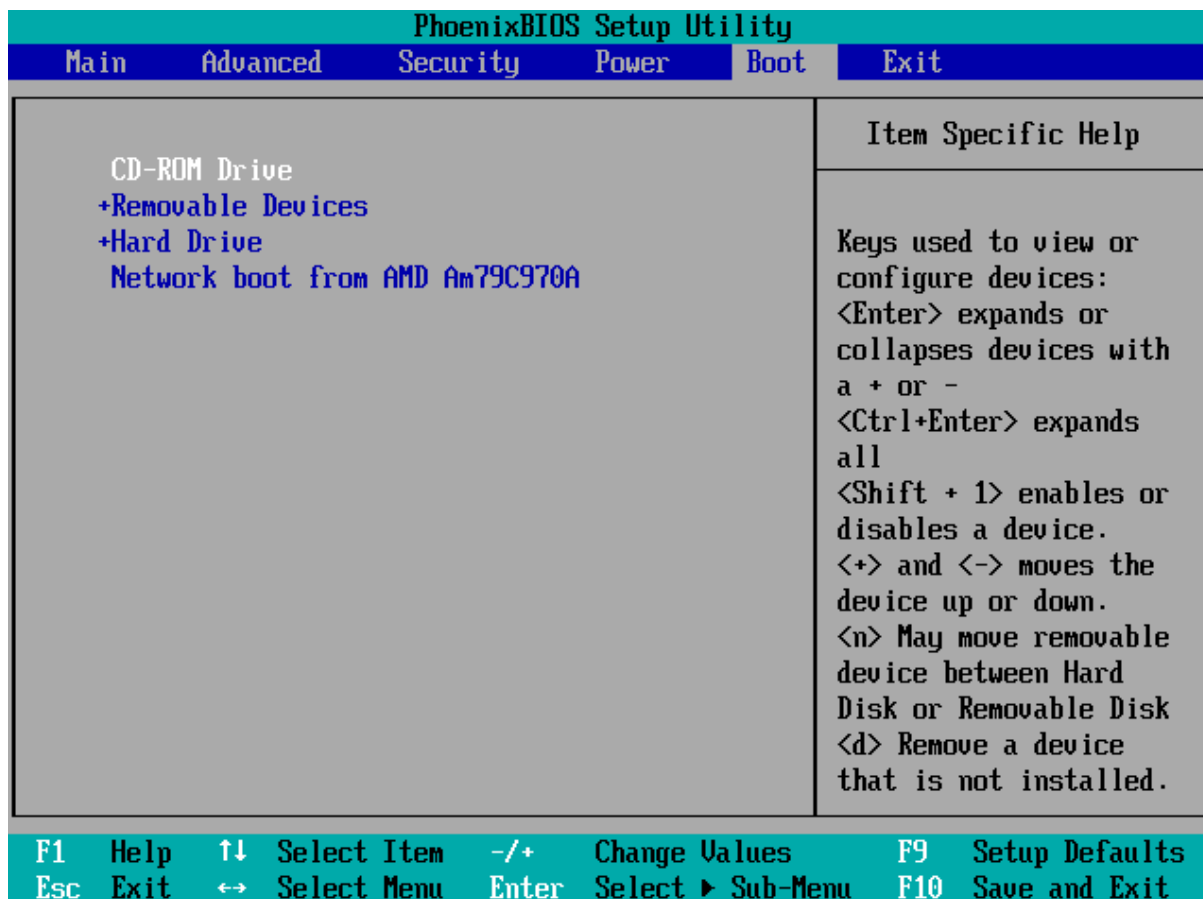 PhoenixBIOS Setup Utility
Main Advanced Security Power Boot Exit
CD-ROM Drive
+Removable Devices
+Hard Drive
Network boot from AMD Am79C970A
Item Specific Help
Keys used to view or
configure devices:
<Enter> expands or
collapses devices with
a + or -
<Ctrl+Enter> expands
all
<Shift + 1> enables or
disables a device.
<+> and <-> moves the
device up or down.
<n> May move removable
device between Hard
Disk or Removable Disk
<d> Remove a device
that is not installed.
F1 Help ↑↓ Select Item -/+ Change Values F9 Setup Defaults
Esc Exit ↔ Select Menu Enter Select ▶ Sub-Menu F10 Save and Exit